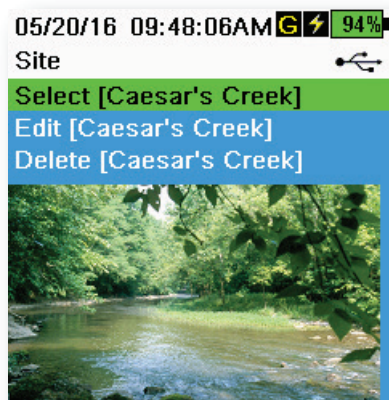 05/20/16 09:48:06AM G 94%
Site
Select [Caesar's Creek]
Edit [Caesar's Creek]
Delete [Caesar's Creek]